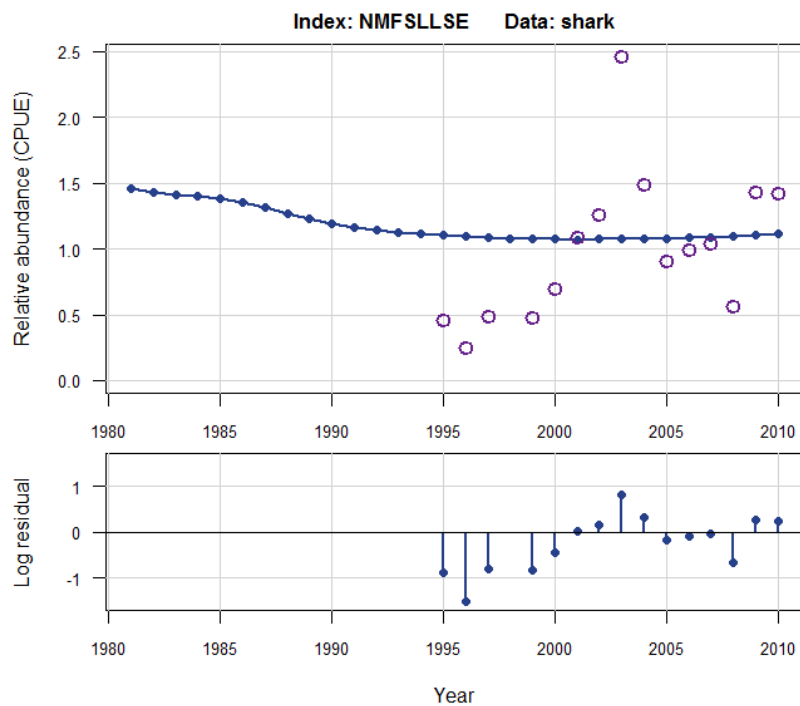 Index: NMFSLLSE Data: shark
Relative abundance (CPUE)
2.5
2.0
1.5
1.0
0.5
0.0
1980 1985 1990 1995 2000 2005 2010
Log residual
1
0
-1
1980 1985 1990 1995 2000 2005 2010
Year